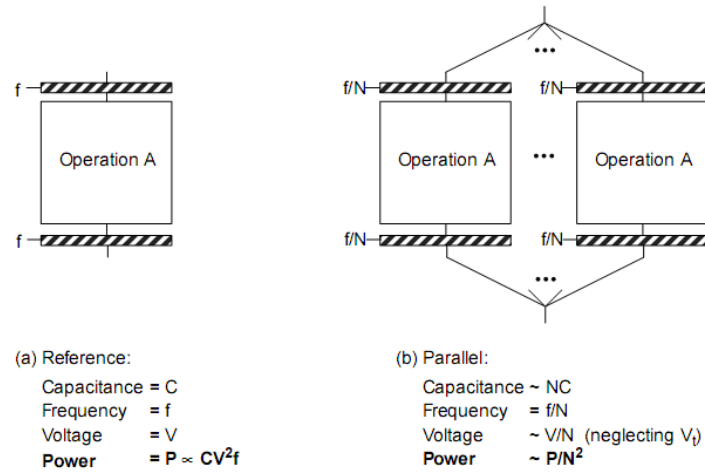 f
Operation A
f
f/N
•••
f/N
Operation A
•••
Operation A
f/N
f/N
•••
(a) Reference:
Capacitance = C
Frequency = f
Voltage = V
Power = P ∝ CV²f
(b) Parallel:
Capacitance ~ NC
Frequency = f/N
Voltage ~ V/N (neglecting Vₜ)
Power ~ P/N²